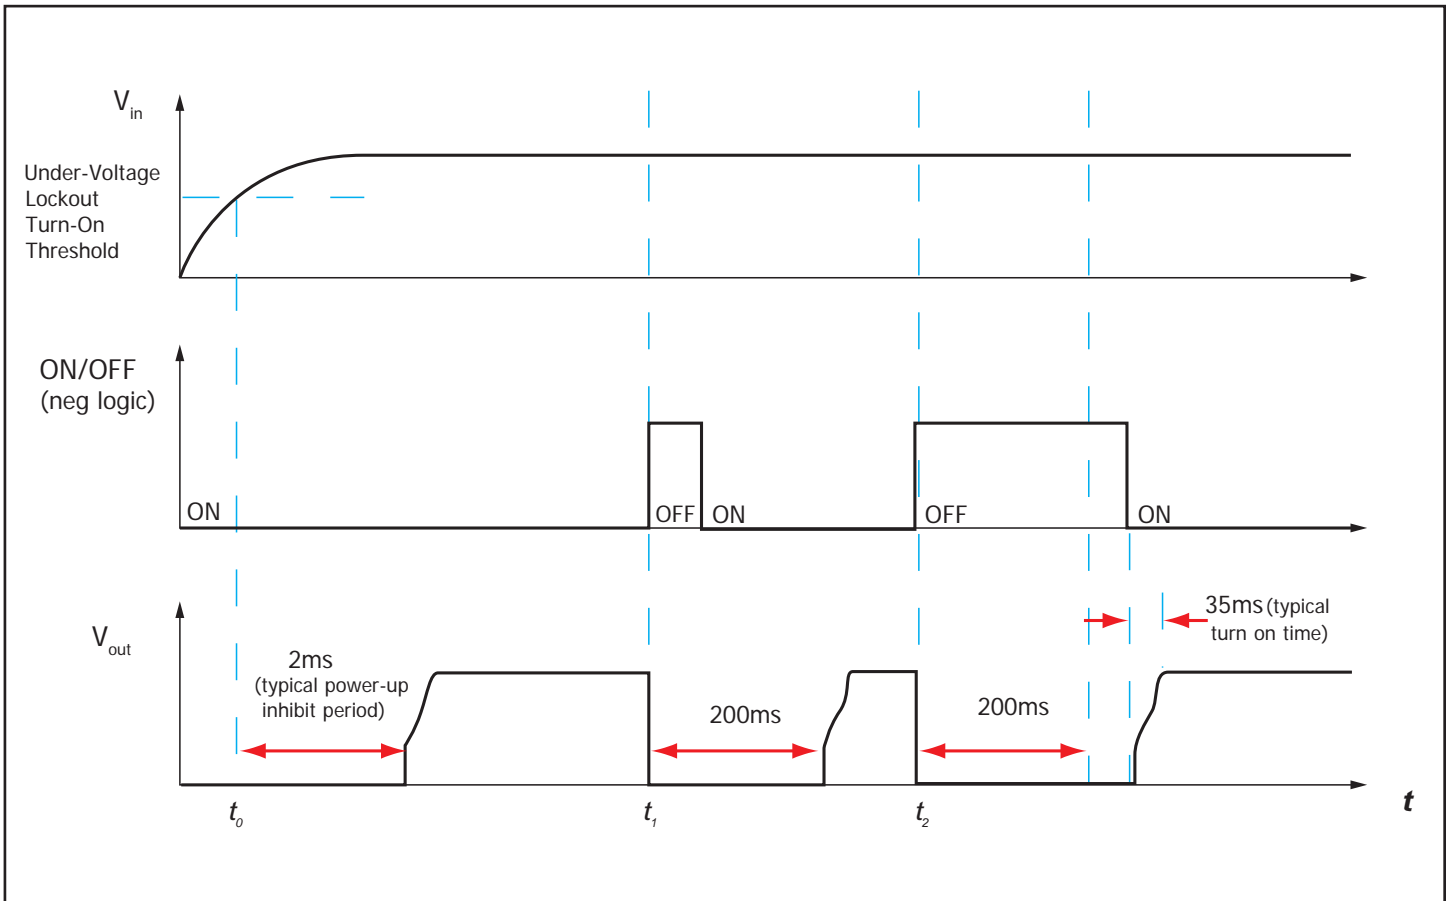 Vin
Under-Voltage
Lockout
Turn-On
Threshold
ON/OFF
(neg logic)
ON
OFF
ON
OFF
ON
Vout
2ms
(typical power-up
inhibit period)
200ms
200ms
35ms (typical
turn on time)
t0
t1
t2
t